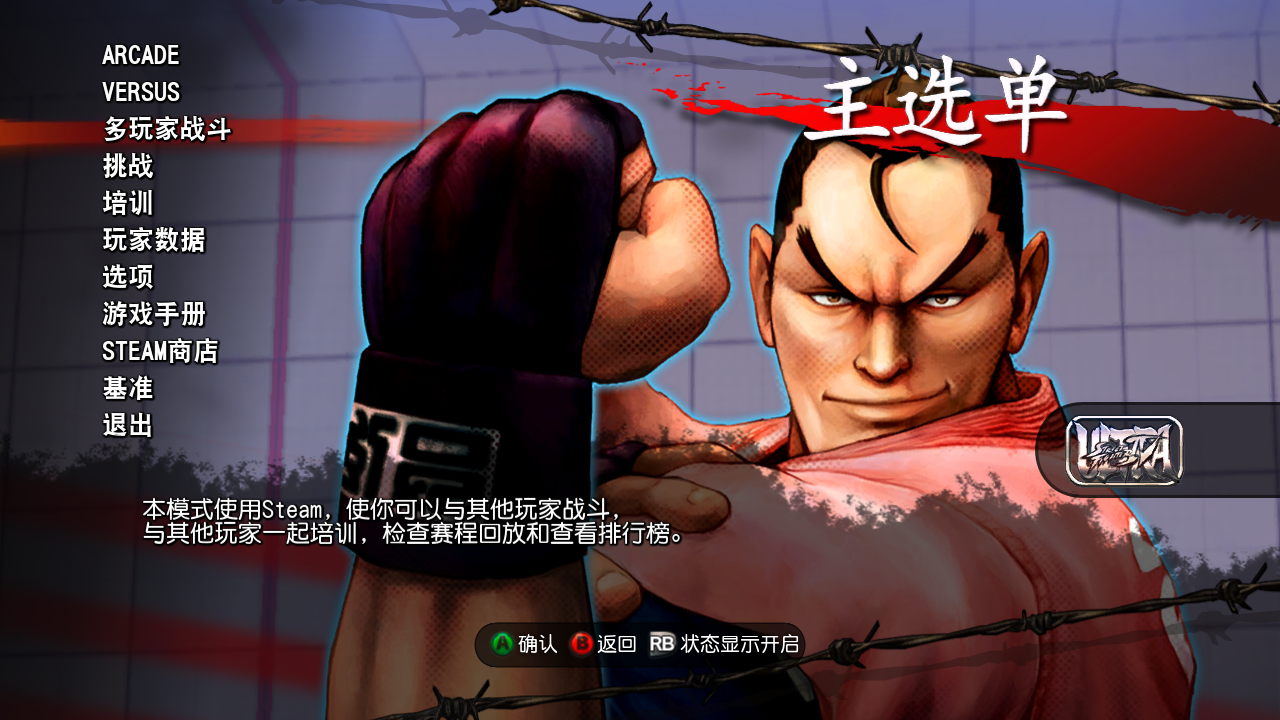 主选单
ARCADE
VERSUS
多玩家战斗
挑战
培训
玩家数据
选项
游戏手册
STEAM商店
基准
退出
本模式使用Steam，使你可以与其他玩家战斗，
与其他玩家一起培训，检查赛程回放和查看排行榜。
A 确认 B 返回 RB 状态显示开启